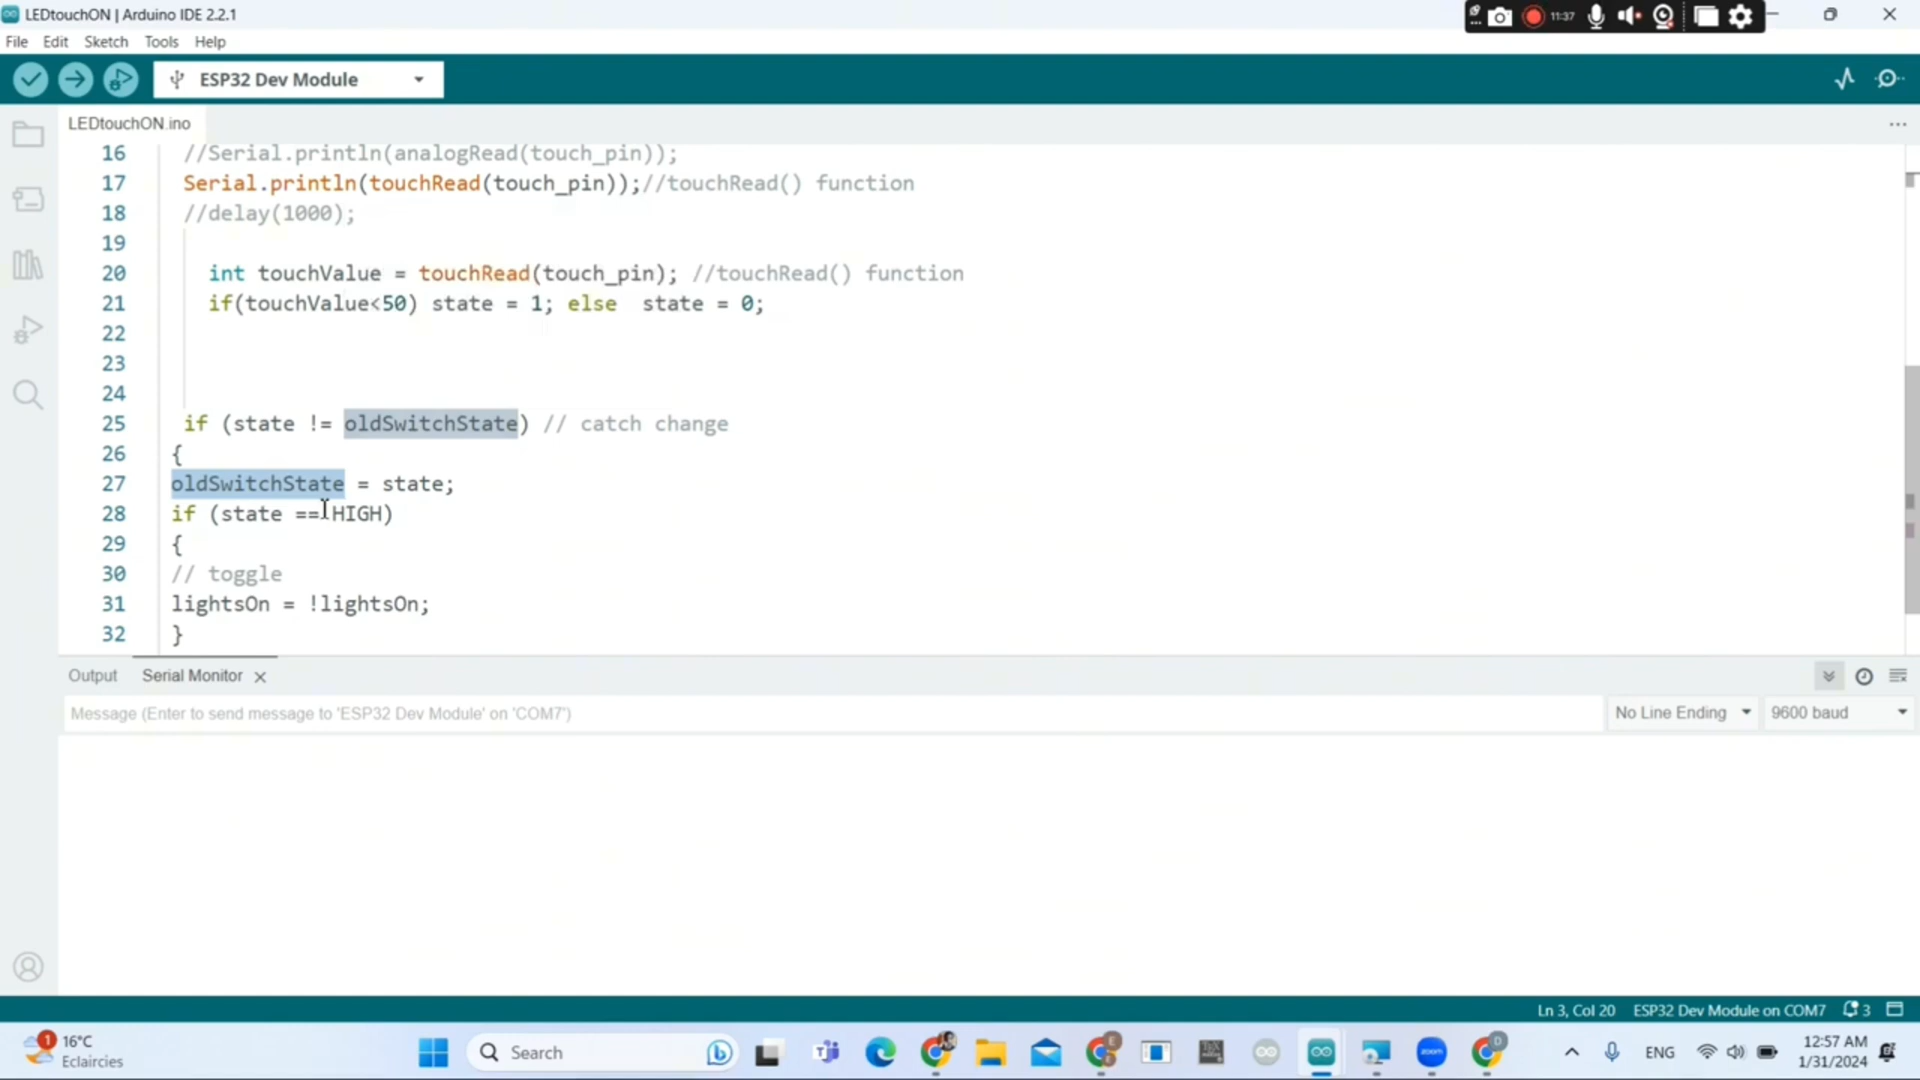 LEDtouchON | Arduino IDE 2.2.1
11:37
File Edit Sketch Tools Help
ESP32 Dev Module
LEDtouchON.ino
16 //Serial.println(analogRead(touch_pin));
17 Serial.println(touchRead(touch_pin));//touchRead() function
18 //delay(1000);
19
20 int touchValue = touchRead(touch_pin); //touchRead() function
21 if(touchValue<50) state = 1; else  state = 0;
22
23
24
25 if (state != oldSwitchState) // catch change
26 {
27 oldSwitchState = state;
28 if (state == HIGH)
29 {
30 // toggle
31 lightsOn = !lightsOn;
32 }
Output Serial Monitor
Message (Enter to send message to 'ESP32 Dev Module' on 'COM7')
No Line Ending 9600 baud
Ln 3, Col 20 ESP32 Dev Module on COM7 3
1 16°C
Eclaircies
Search
zoom
E
D
ENG
12:57 AM
1/31/2024